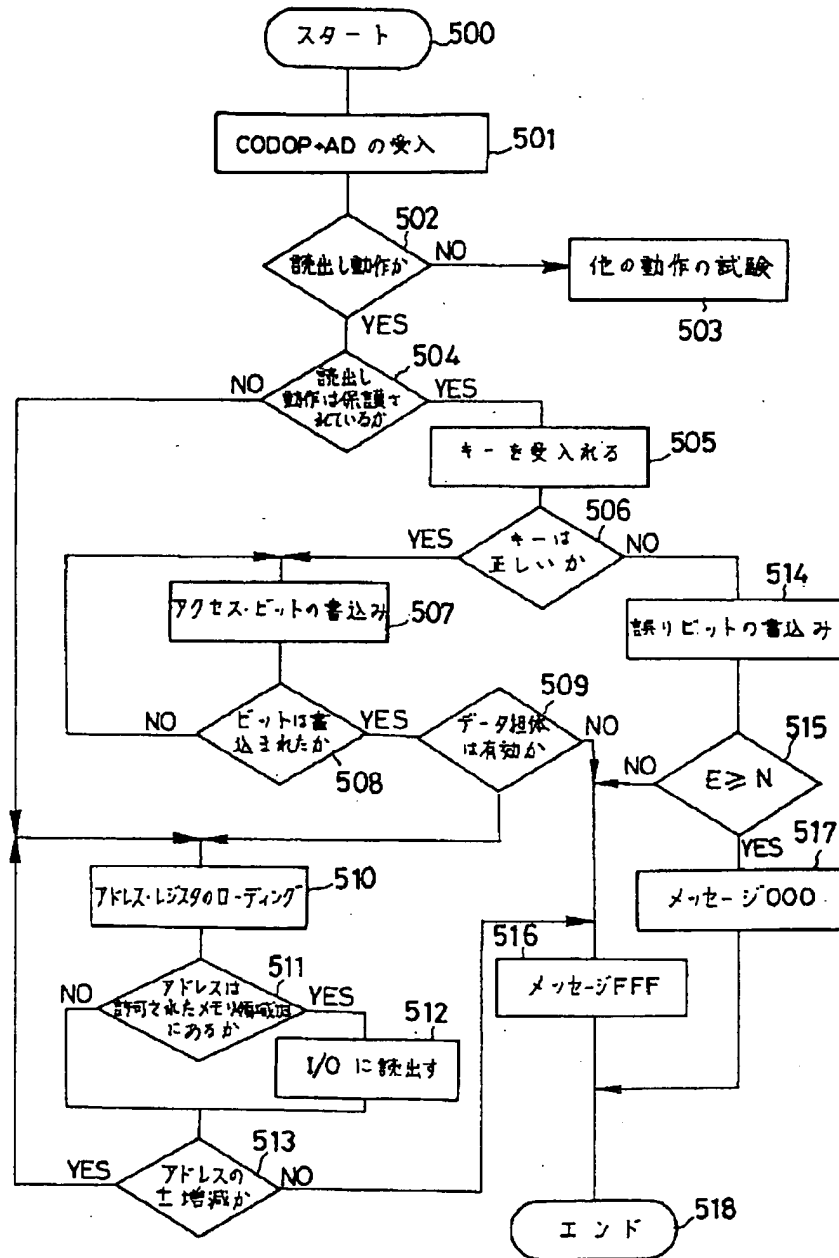 スタート
500
CODOP+AD の受入
501
502
読出し動作か
NO
YES
他の動作の試験
503
504
読出し
動作は保護さ
れているか
NO
YES
キーを受入れる
505
506
キーは
正しいか
YES
NO
アクセス・ビットの書込み
507
514
誤りビットの書込み
ビットは書
込まれたか
NO
YES
508
509
データ担体
は有効か
NO
515
E≥N
NO
YES
517
メッセージ000
アドレス・レジスタのローディング
510
511
アドレスは
許可されたメモリ領域内
にあるか
NO
YES
512
I/O に読出す
516
メッセージFFF
513
アドレスの
±増減か
YES
NO
エンド
518